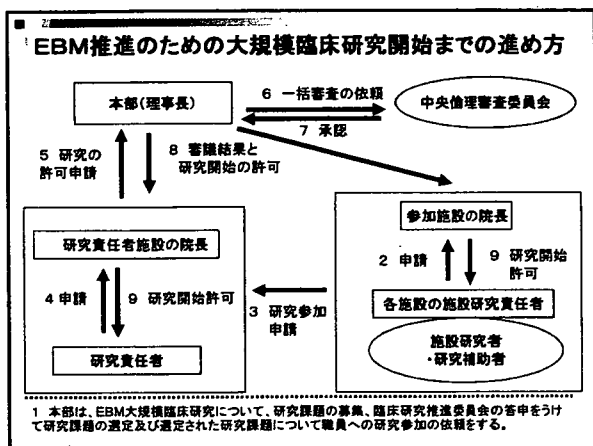 EBM推進のための大規模臨床研究開始までの進め方
6 一括審査の依頼
本部(理事長)
中央倫理審査委員会
7 承認
5 研究の
許可申請
8 審議結果と
研究開始の許可
参加施設の院長
研究責任者施設の院長
2 申請
9 研究開始
許可
4 申請
9 研究開始許可
3 研究参加
申請
各施設の施設研究責任者
研究責任者
施設研究者
・研究補助者
1 本部は、EBM大規模臨床研究について、研究課題の募集、臨床研究推進委員会の答申をうけ
て研究課題の選定及び選定された研究課題について職員への研究参加の依頼をする。